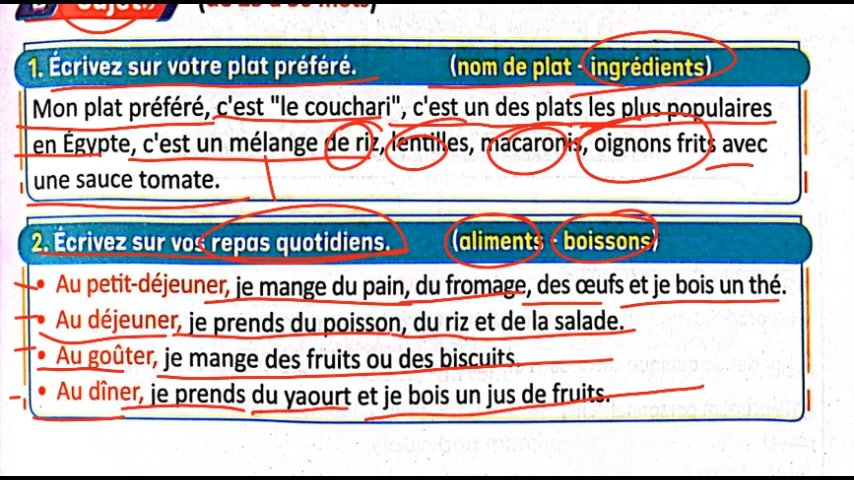 Sujet
(de 25 à 30 mots)
1. Écrivez sur votre plat préféré. (nom de plat - ingrédients)
Mon plat préféré, c'est "le couchari", c'est un des plats les plus populaires
en Égypte, c'est un mélange de riz, lentilles, macaronis, oignons frits avec
une sauce tomate.
2. Écrivez sur vos repas quotidiens. (aliments - boissons)
• Au petit-déjeuner, je mange du pain, du fromage, des œufs et je bois un thé.
• Au déjeuner, je prends du poisson, du riz et de la salade.
• Au goûter, je mange des fruits ou des biscuits.
• Au dîner, je prends du yaourt et je bois un jus de fruits.